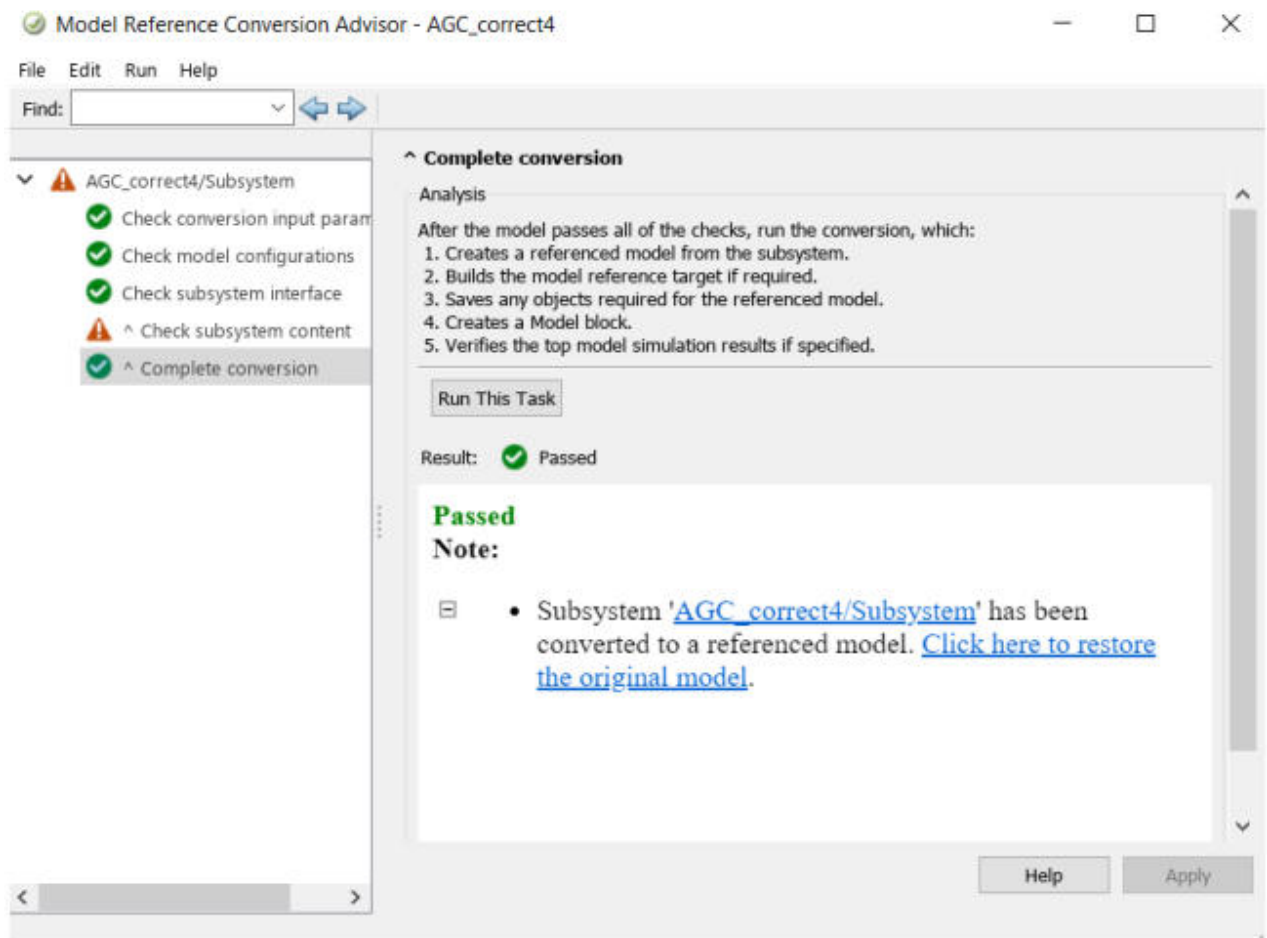 Model Reference Conversion Advisor - AGC_correct4
File Edit Run Help
Find:
AGC_correct4/Subsystem
Check conversion input param
Check model configurations
Check subsystem interface
^ Check subsystem content
^ Complete conversion
^ Complete conversion
Analysis
After the model passes all of the checks, run the conversion, which:
1. Creates a referenced model from the subsystem.
2. Builds the model reference target if required.
3. Saves any objects required for the referenced model.
4. Creates a Model block.
5. Verifies the top model simulation results if specified.
Run This Task
Result: Passed
Passed
Note:
• Subsystem 'AGC_correct4/Subsystem' has been
converted to a referenced model. Click here to restore
the original model.
Help Apply